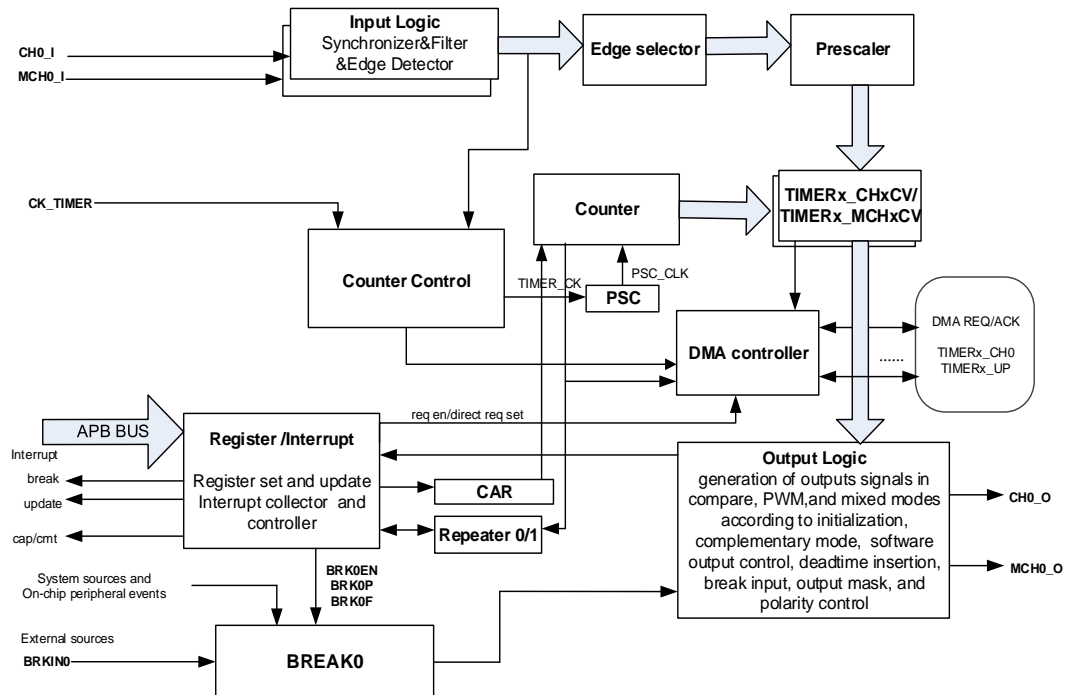 Input Logic
Synchronizer&Filter
&Edge Detector
Edge selector
Prescaler
CH0_I
MCH0_I
CK_TIMER
Counter
TIMERx_CHxCV/
TIMERx_MCHxCV
Counter Control
TIMER_CK
PSC_CLK
PSC
DMA controller
DMA REQ/ACK
......
TIMERx_CH0
TIMERx_UP
APB BUS
req en/direct req set
Register /Interrupt
Register set and update
Interrupt collector and
controller
Interrupt
break
update
cap/cmt
CAR
Repeater 0/1
Output Logic
generation of outputs signals in
compare, PWM,and mixed modes
according to initialization,
complementary mode, software
output control, deadtime insertion,
break input, output mask, and
polarity control
CH0_O
MCH0_O
BRK0EN
BRK0P
BRK0F
System sources and
On-chip peripheral events
External sources
BRKIN0
BREAK0